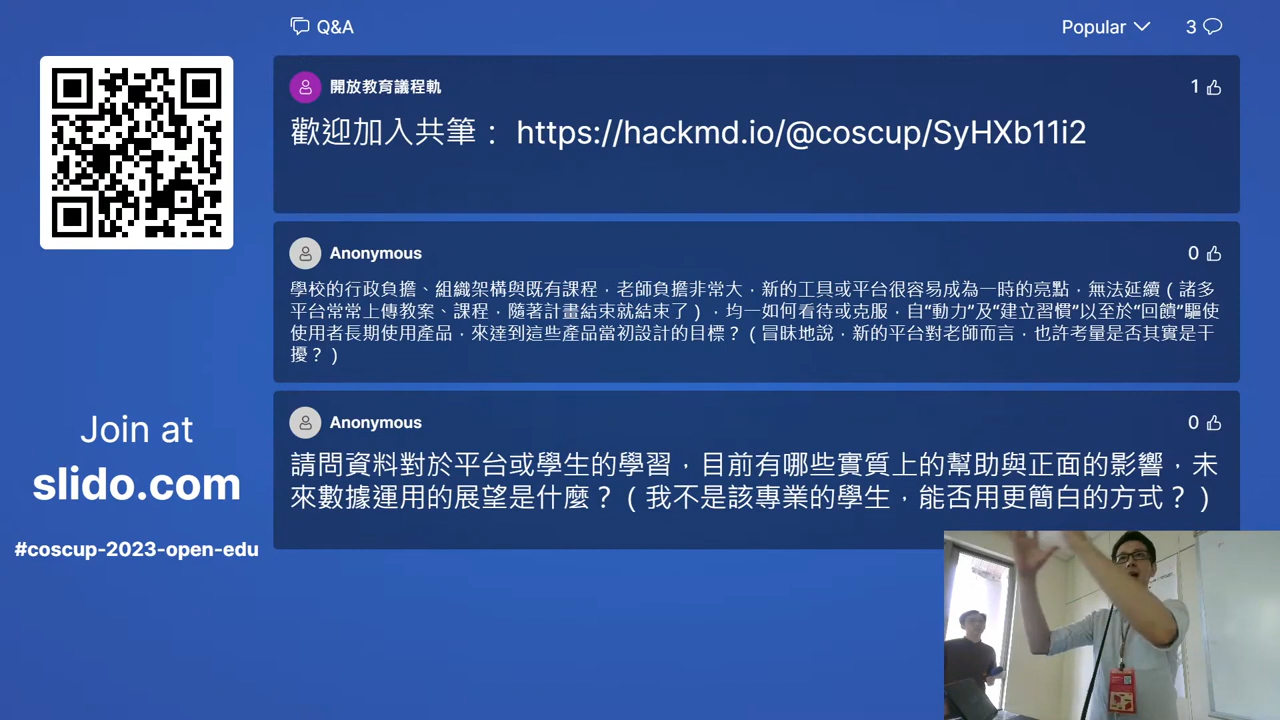 Q&A
Popular
3
開放教育議程軌
1
歡迎加入共筆： https://hackmd.io/@coscup/SyHXb11i2
Anonymous
0
學校的行政負擔、組織架構與既有課程，老師負擔非常大，新的工具或平台很容易成為一時的亮點，無法延續（諸多
平台常常上傳教案、課程，隨著計畫結束就結束了），均一如何看待或克服，自“動力”及“建立習慣”以至於“回饋”驅使
使用者長期使用產品，來達到這些產品當初設計的目標？（冒昧地說，新的平台對老師而言，也許考量是否其實是干
擾？）
Anonymous
0
請問資料對於平台或學生的學習，目前有哪些實質上的幫助與正面的影響，未
來數據運用的展望是什麼？（我不是該專業的學生，能否用更簡白的方式？）
Join at
slido.com
#coscup-2023-open-edu